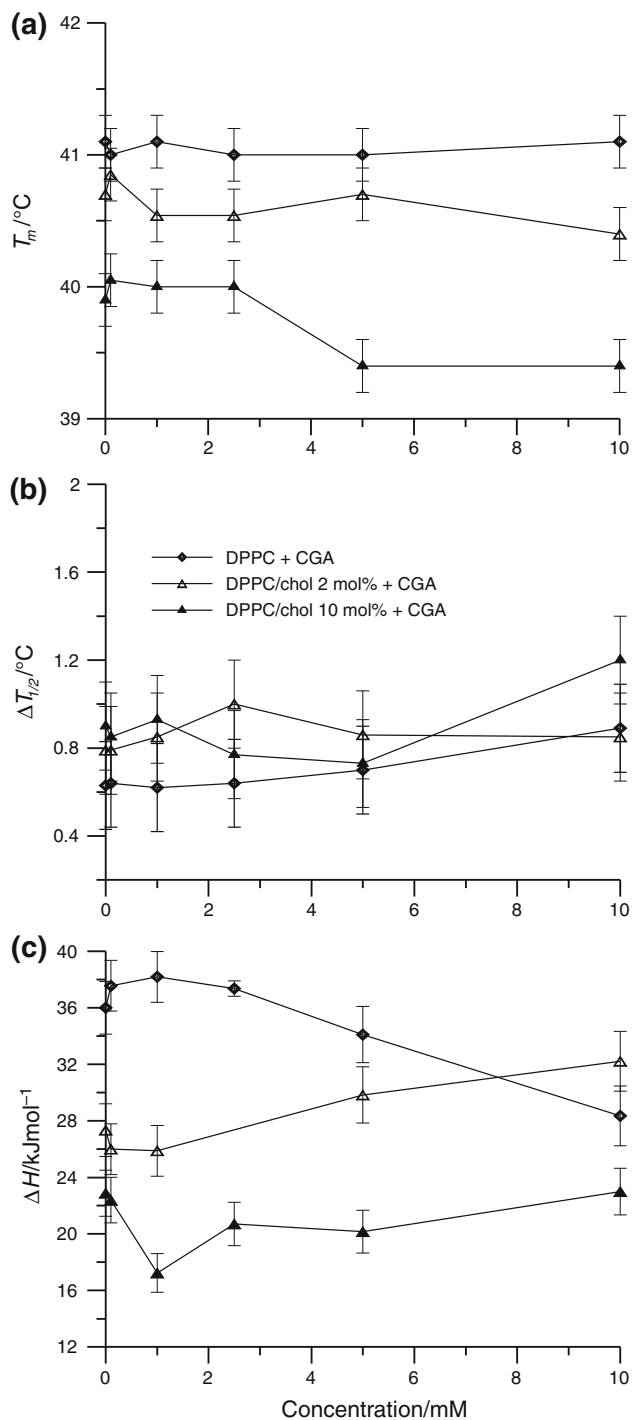 (a)
42
41
40
39
T_m/°C
0 2 4 6 8 10
(b)
2
1.6
1.2
0.8
0.4
ΔT_{1/2}/°C
DPPC + CGA
DPPC/chol 2 mol% + CGA
DPPC/chol 10 mol% + CGA
0 2 4 6 8 10
(c)
40
36
32
28
24
20
16
12
ΔH/kJmol⁻¹
0 2 4 6 8 10
Concentration/mM